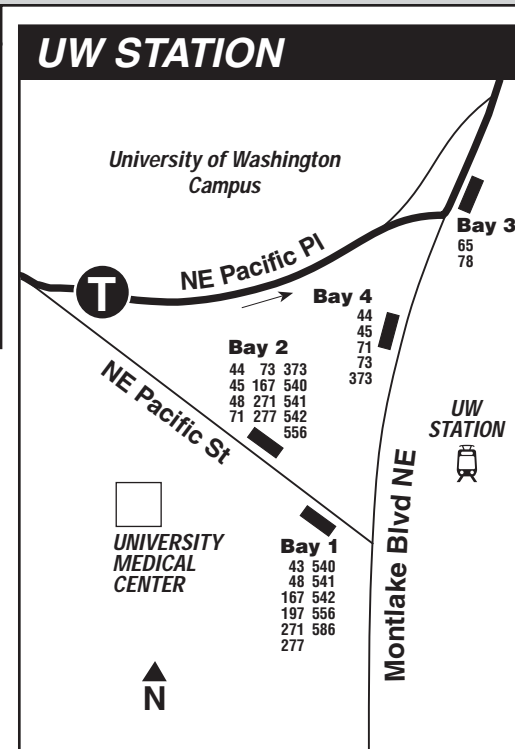 UW STATION
University of Washington
Campus
NE Pacific Pl
T
Bay 3
65
78
Bay 4
44
45
71
73
373
Bay 2
44 73 373
45 167 540
48 271 541
71 277 542
556
NE Pacific St
UW
STATION
UNIVERSITY
MEDICAL
CENTER
Bay 1
43 540
48 541
167 542
197 556
271 586
277
Montlake Blvd NE
N